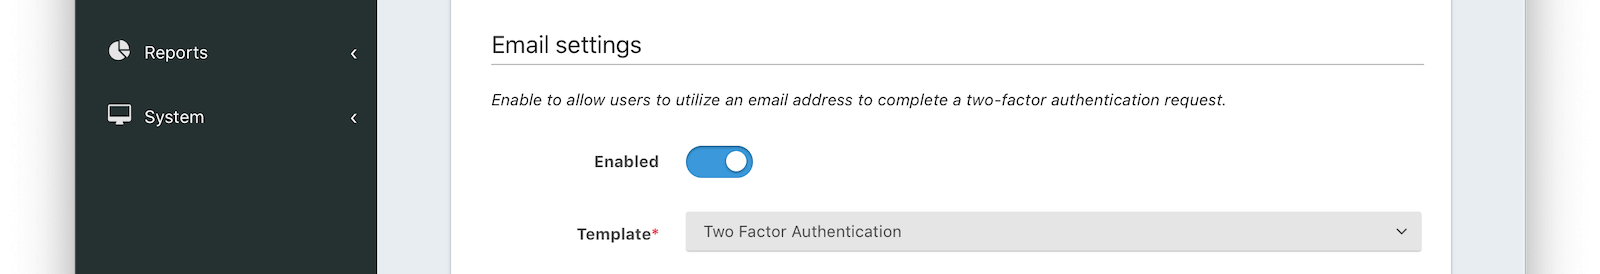 Reports
System
Email settings
Enable to allow users to utilize an email address to complete a two-factor authentication request.
Enabled
Template*
Two Factor Authentication